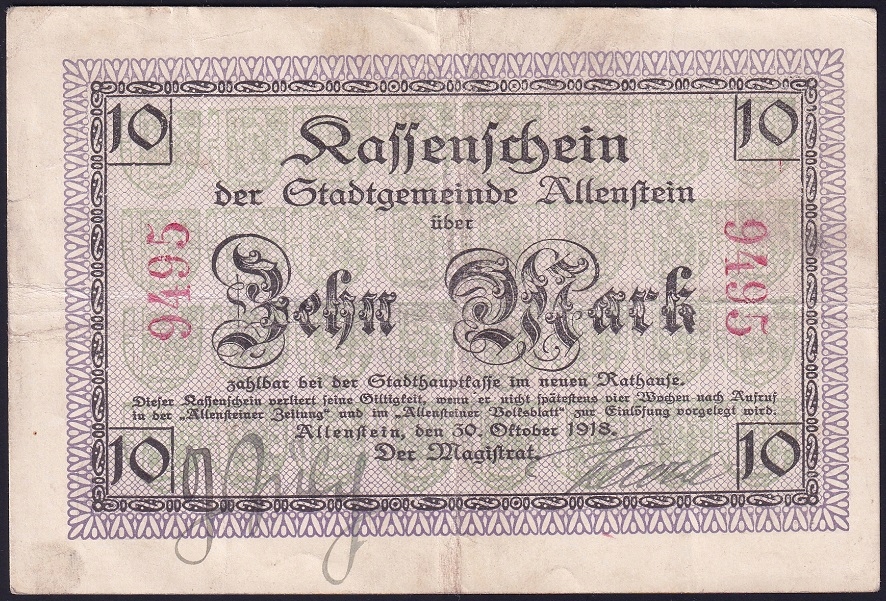 10 10
Kassenschein
der Stadtgemeinde Allenstein
über
Zehn Mark
9495 9495
zahlbar bei der Stadthauptkasse im neuen Rathause.
Dieser Kassenschein verliert seine Gilltigkeit, wenn er nicht spätestens vier Wochen nach Aufruf
in der „Allensteiner Zeitung“ und im „Allensteiner Volksblatt“ zur Einlösung vorgelegt wird.
Allenstein, den 30. Oktober 1918.
Der Magistrat.
10 10